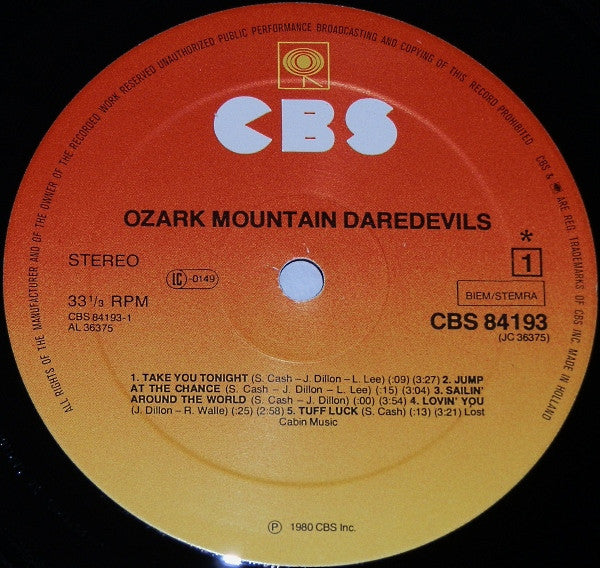 ALL RIGHTS OF THE MANUFACTURER AND OF THE OWNER OF THE RECORDED WORK RESERVED UNAUTHORIZED PUBLIC PERFORMANCE BROADCASTING AND COPYING OF THIS RECORD PROHIBITED
CBS & ARE REG. TRADEMARKS OF CBS INC. MADE IN HOLLAND
CBS
OZARK MOUNTAIN DAREDEVILS
STEREO
LC -0149
*
1
33 1/3 RPM
BIEM/STEMRA
CBS 84193-1
AL 36375
CBS 84193
(JC 36375)
1. TAKE YOU TONIGHT (S. Cash – J. Dillon – L. Lee) (:09) (3:27) 2. JUMP
AT THE CHANCE (S. Cash – J. Dillon – L. Lee) (:15) (3:04) 3. SAILIN'
AROUND THE WORLD (S. Cash – J. Dillon) (:00) (3:54) 4. LOVIN' YOU
(J. Dillon – R. Walle) (:25) (2:58) 5. TUFF LUCK (S. Cash) (:13) (3:21) Lost
Cabin Music
℗ 1980 CBS Inc.